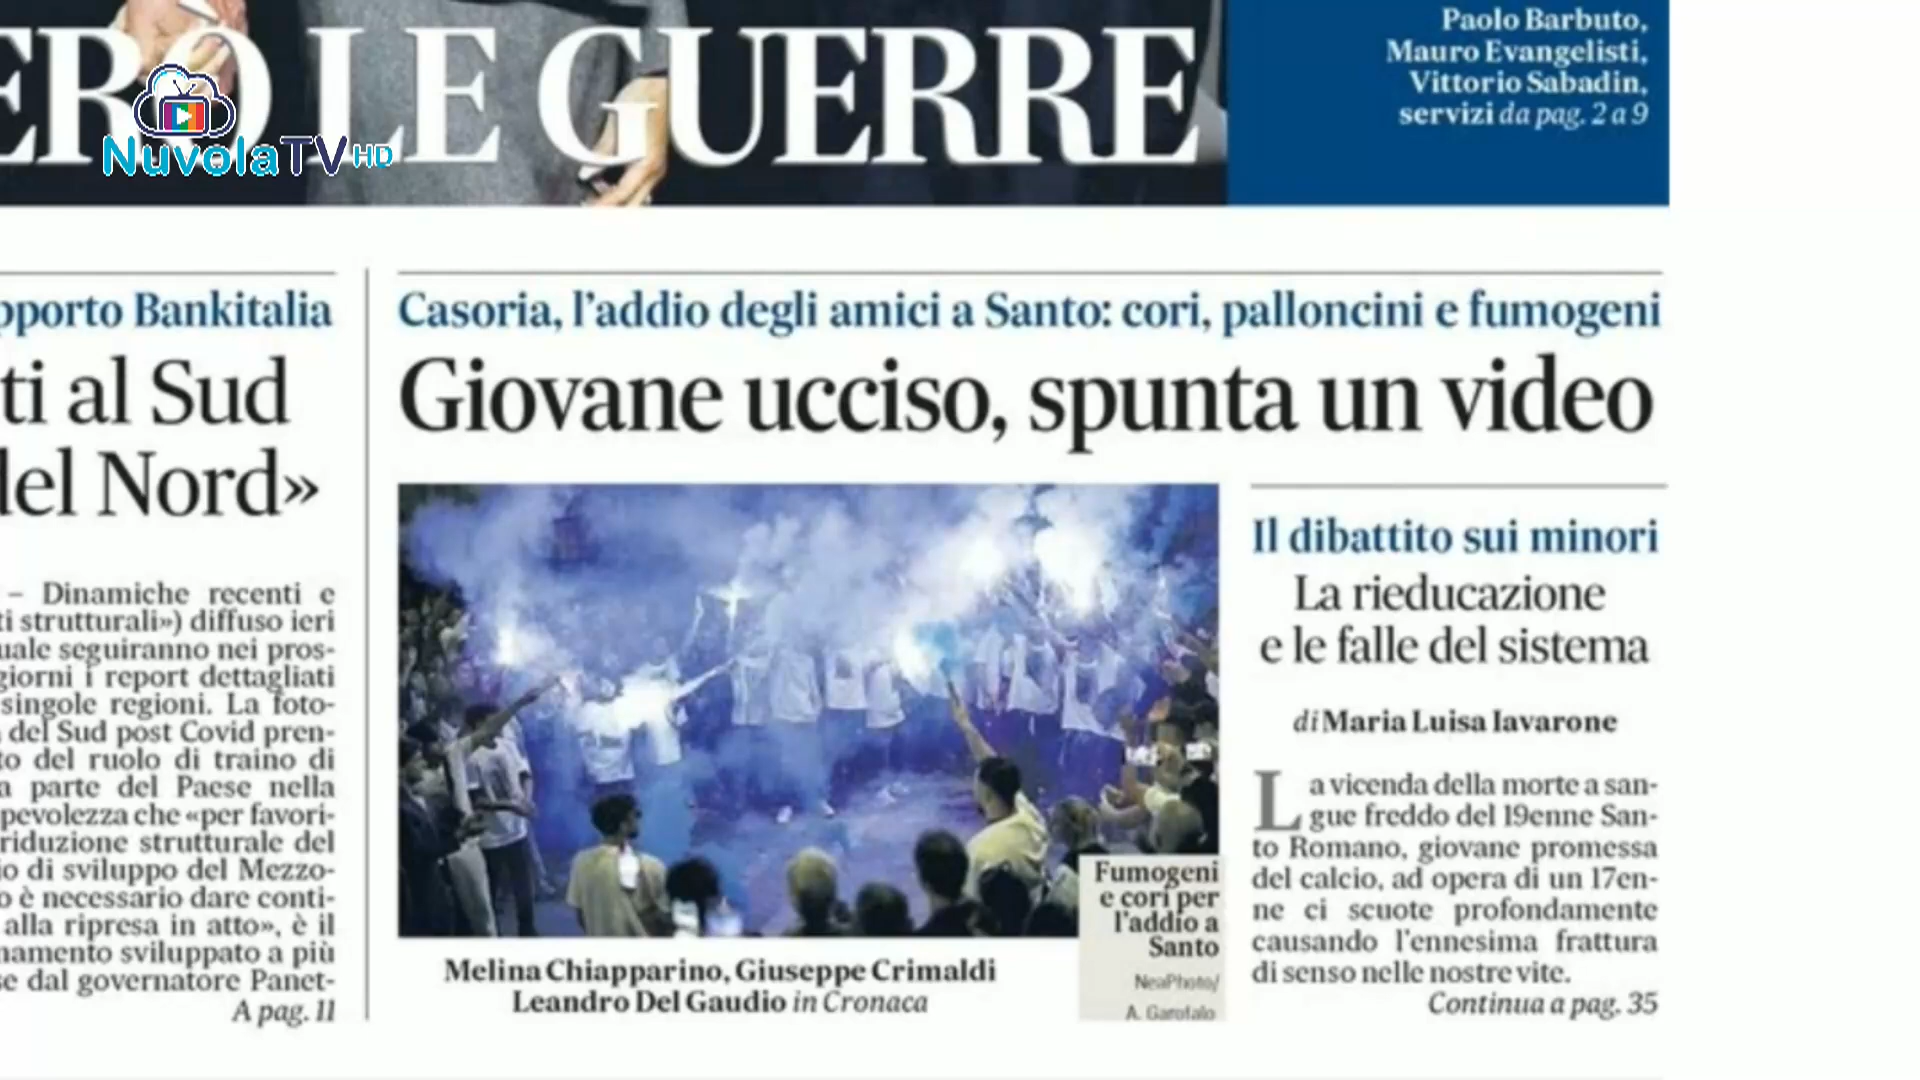 ERÒ LE GUERRE
NuvolaTV HD
Paolo Barbuto,
Mauro Evangelisti,
Vittorio Sabadin,
servizi da pag. 2 a 9
pporto Bankitalia
ti al Sud
del Nord»
– Dinamiche recenti e
ti strutturali») diffuso ieri
uale seguiranno nei pros-
giorni i report dettagliati
singole regioni. La foto-
del Sud post Covid pren-
to del ruolo di traino di
a parte del Paese nella
pevolezza che «per favori-
riduzione strutturale del
io di sviluppo del Mezzo-
o è necessario dare conti-
alla ripresa in atto», è il
namento sviluppato a più
se dal governatore Panet-
A pag. 11
Casoria, l'addio degli amici a Santo: cori, palloncini e fumogeni
Giovane ucciso, spunta un video
Fumogeni
e cori per
l'addio a
Santo
NeaPhoto/
A. Garofalo
Melina Chiapparino, Giuseppe Crimaldi
Leandro Del Gaudio in Cronaca
Il dibattito sui minori
La rieducazione
e le falle del sistema
di Maria Luisa Iavarone
La vicenda della morte a san-
gue freddo del 19enne San-
to Romano, giovane promessa
del calcio, ad opera di un 17en-
ne ci scuote profondamente
causando l'ennesima frattura
di senso nelle nostre vite.
Continua a pag. 35